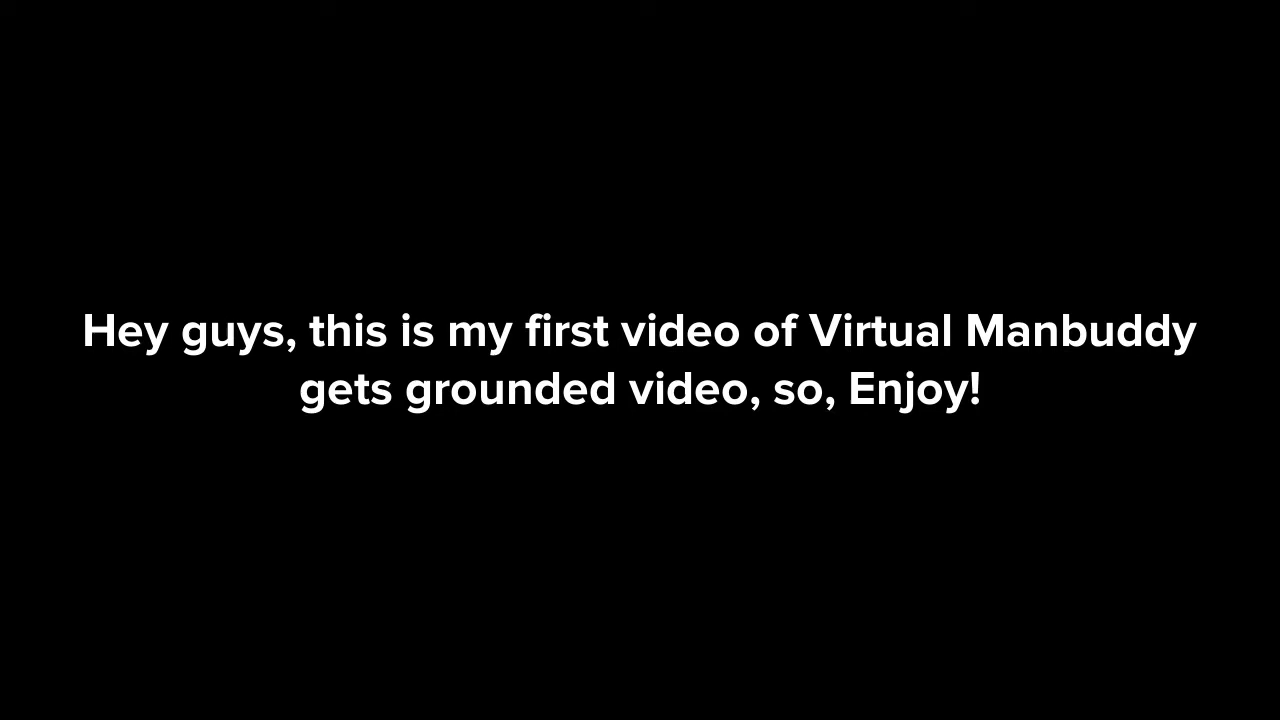 Hey guys, this is my first video of Virtual Manbuddy
gets grounded video, so, Enjoy!